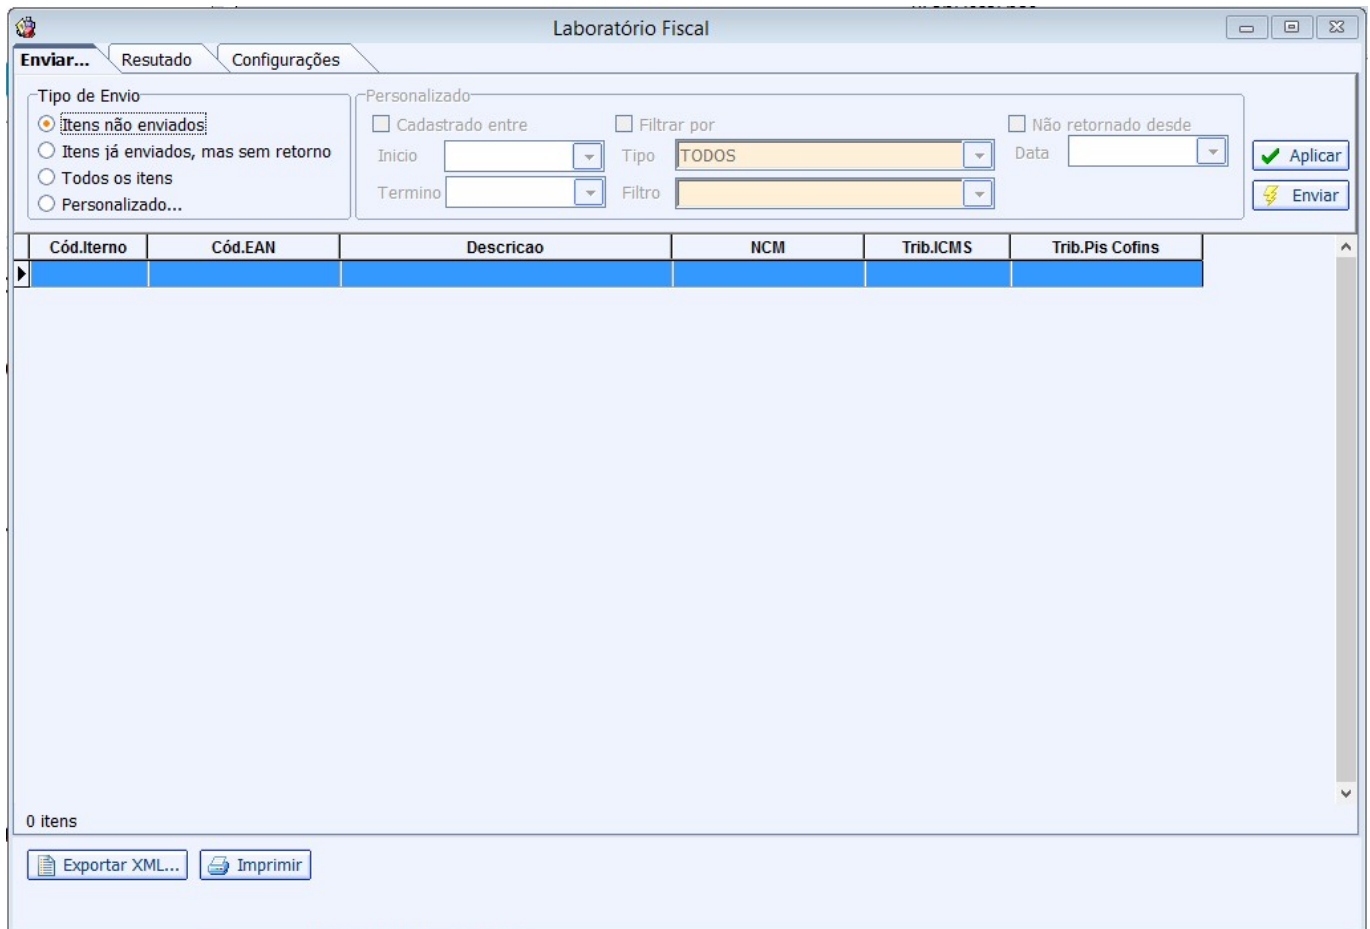 Laboratório Fiscal
Enviar... Resutado Configurações
Tipo de Envio
Itens não enviados
Itens já enviados, mas sem retorno
Todos os itens
Personalizado...
Personalizado
Cadastrado entre Filtrar por Não retornado desde
Inicio Tipo TODOS Data
Termino Filtro
Aplicar
Enviar
Cód.Iterno Cód.EAN Descricao NCM Trib.ICMS Trib.Pis Cofins
0 itens
Exportar XML... Imprimir